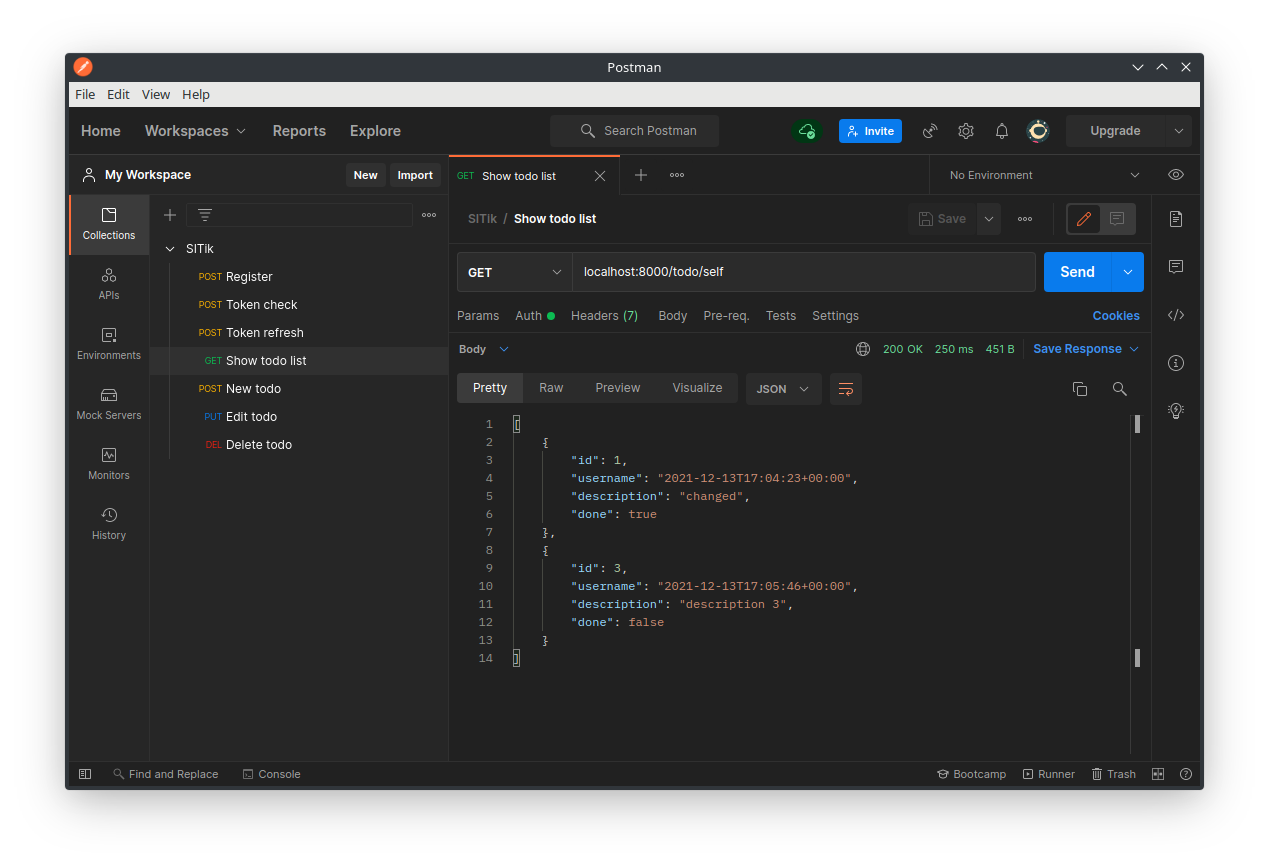 Postman
File Edit View Help
Home Workspaces Reports Explore Search Postman Invite Upgrade
My Workspace New Import
GET Show todo list No Environment
Collections
APIs
Environments
Mock Servers
Monitors
History
SITik
POST Register
POST Token check
POST Token refresh
GET Show todo list
POST New todo
PUT Edit todo
DEL Delete todo
SITik / Show todo list Save
GET localhost:8000/todo/self Send
Params Auth Headers (7) Body Pre-req. Tests Settings Cookies
Body 200 OK 250 ms 451 B Save Response
Pretty Raw Preview Visualize JSON
1 [
2 {
3 "id": 1,
4 "username": "2021-12-13T17:04:23+00:00",
5 "description": "changed",
6 "done": true
7 },
8 {
9 "id": 3,
10 "username": "2021-12-13T17:05:46+00:00",
11 "description": "description 3",
12 "done": false
13 }
14 ]
Find and Replace Console Bootcamp Runner Trash